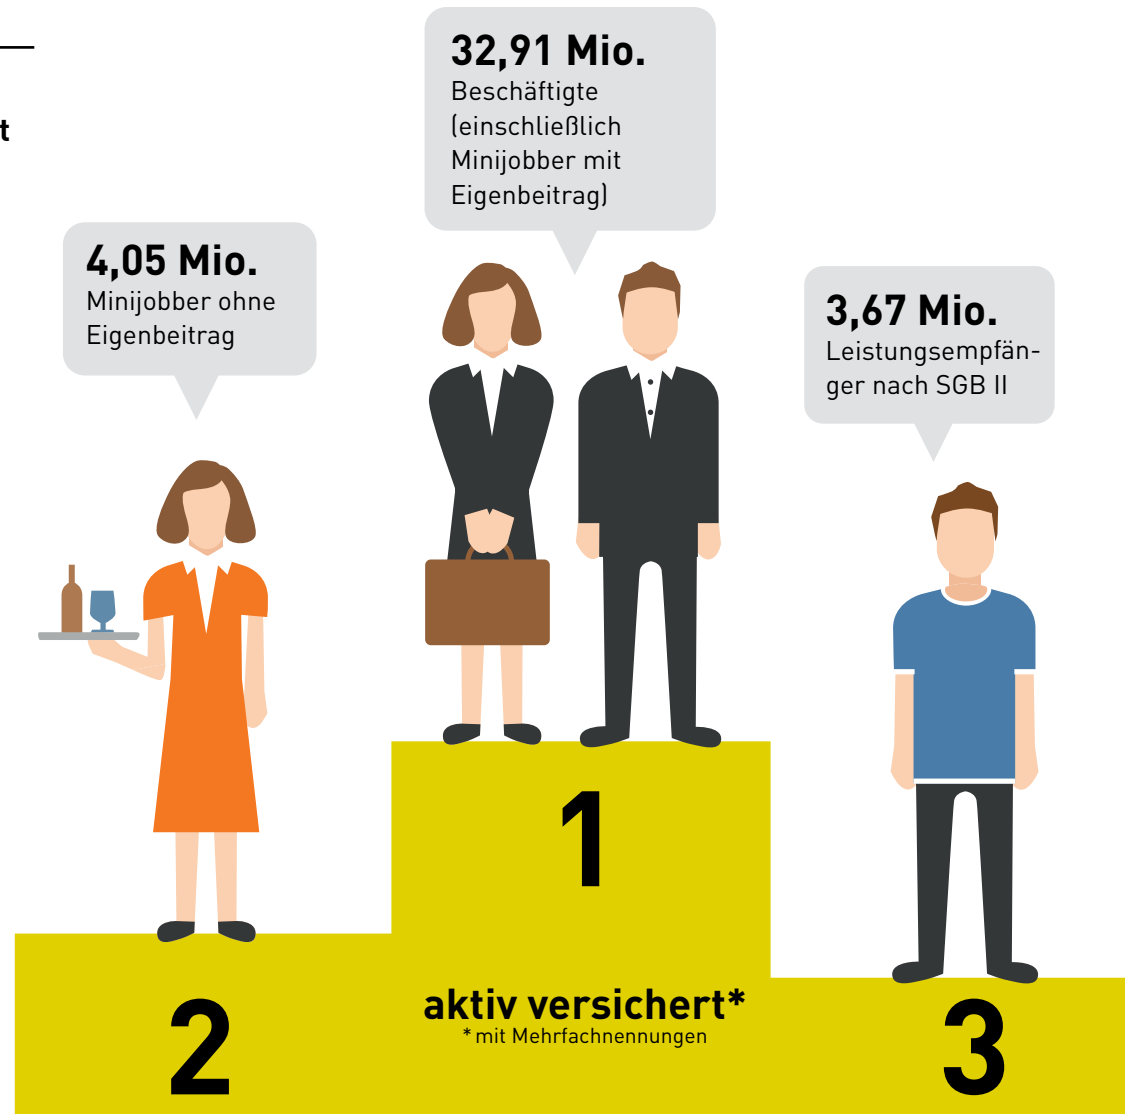 t
32,91 Mio.
Beschäftigte
(einschließlich
Minijobber mit
Eigenbeitrag)
4,05 Mio.
Minijobber ohne
Eigenbeitrag
3,67 Mio.
Leistungsempfän-
ger nach SGB II
1
2
aktiv versichert*
* mit Mehrfachnennungen
3